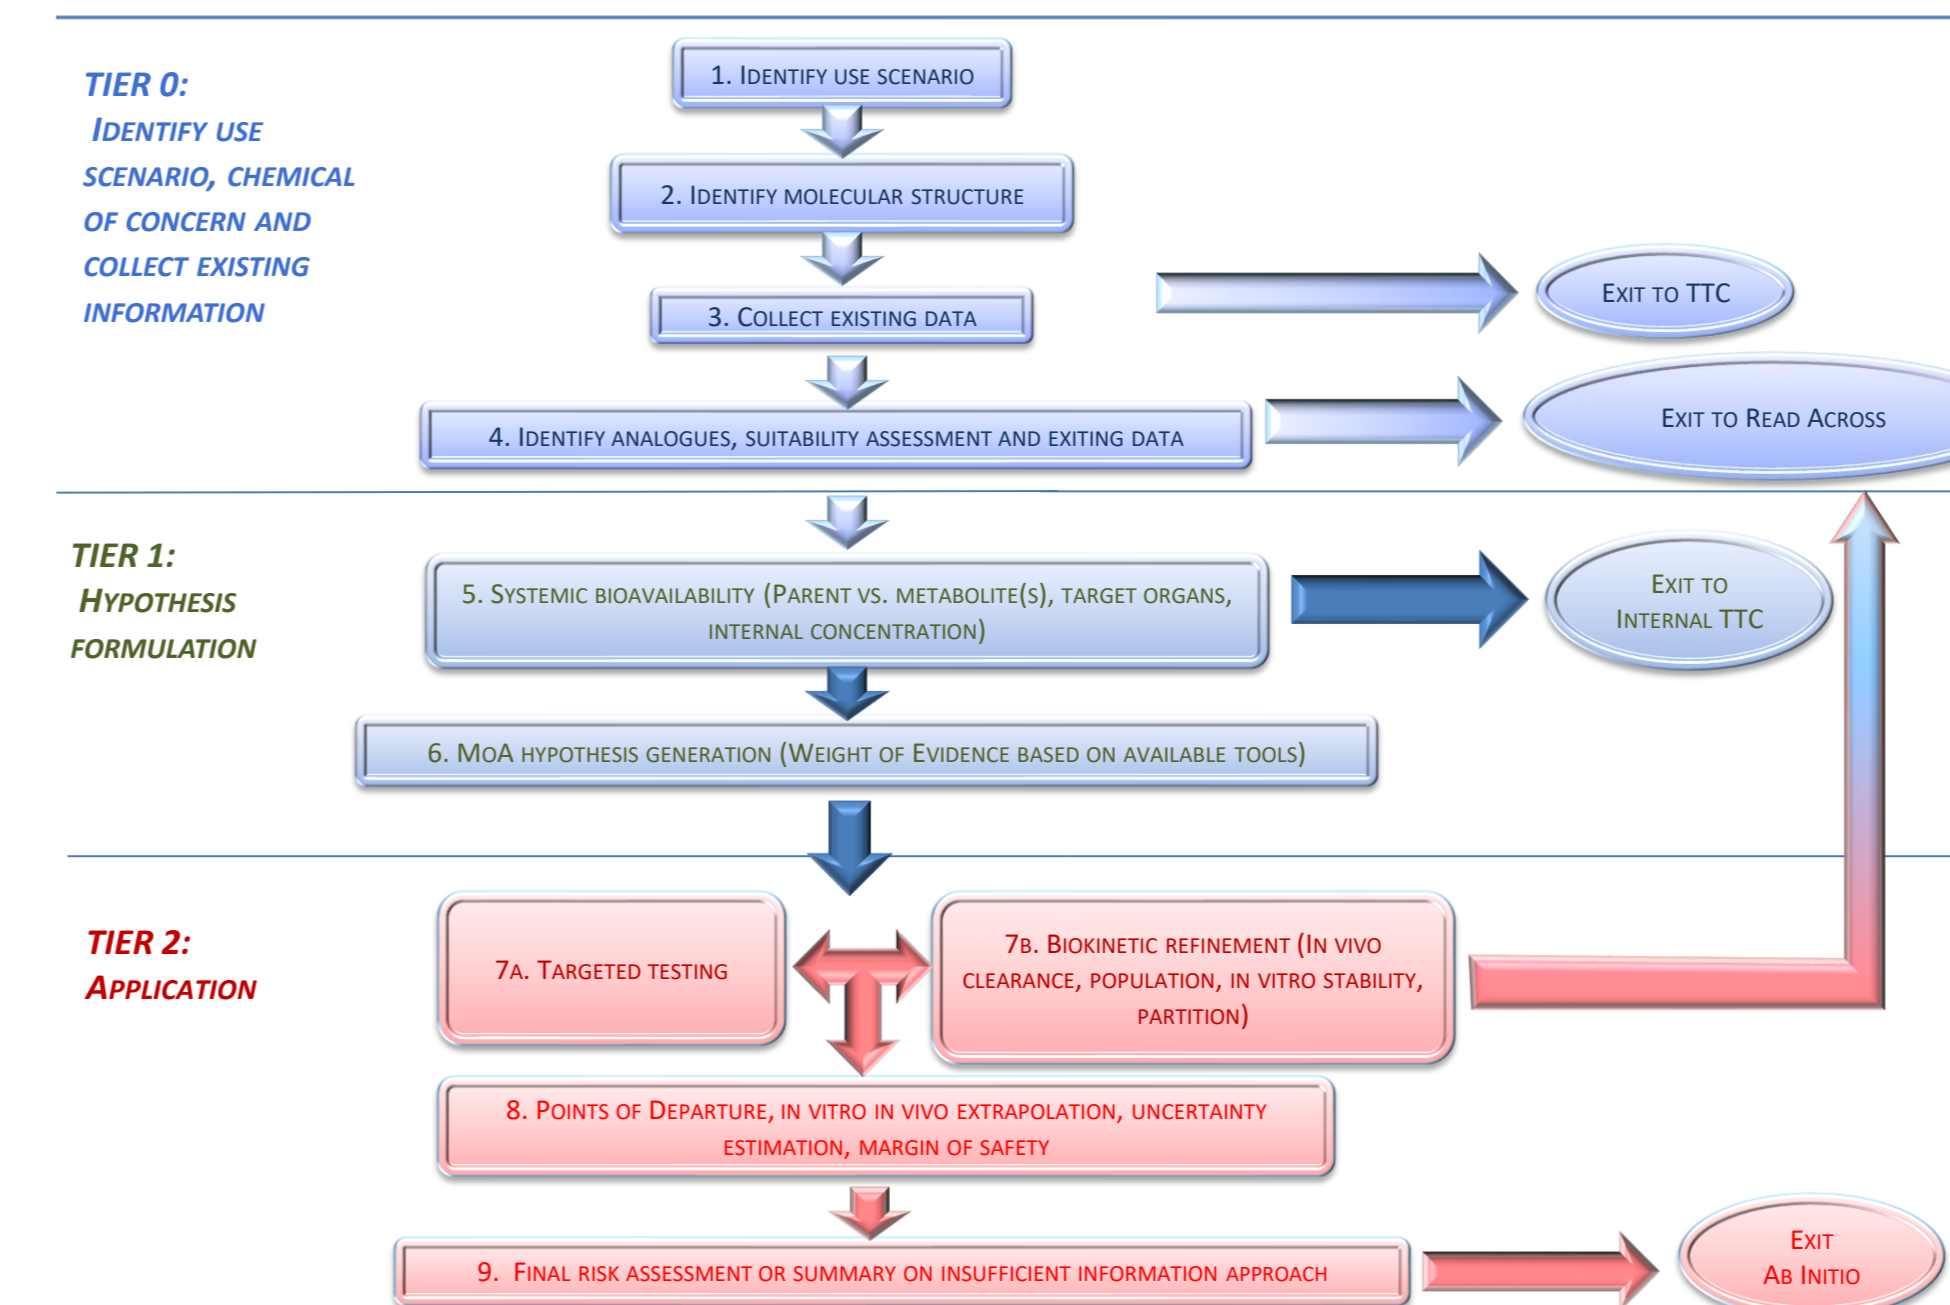 TIER 0:
IDENTIFY USE
SCENARIO, CHEMICAL
OF CONCERN AND
COLLECT EXISTING
INFORMATION
1. IDENTIFY USE SCENARIO
2. IDENTIFY MOLECULAR STRUCTURE
3. COLLECT EXISTING DATA
EXIT TO TTC
4. IDENTIFY ANALOGUES, SUITABILITY ASSESSMENT AND EXITING DATA
EXIT TO READ ACROSS
TIER 1:
HYPOTHESIS
FORMULATION
5. SYSTEMIC BIOAVAILABILITY (PARENT VS. METABOLITE(S), TARGET ORGANS,
INTERNAL CONCENTRATION)
EXIT TO
INTERNAL TTC
6. MOA HYPOTHESIS GENERATION (WEIGHT OF EVIDENCE BASED ON AVAILABLE TOOLS)
TIER 2:
APPLICATION
7A. TARGETED TESTING
7B. BIOKINETIC REFINEMENT (IN VIVO
CLEARANCE, POPULATION, IN VITRO STABILITY,
PARTITION)
8. POINTS OF DEPARTURE, IN VITRO IN VIVO EXTRAPOLATION, UNCERTAINTY
ESTIMATION, MARGIN OF SAFETY
9. FINAL RISK ASSESSMENT OR SUMMARY ON INSUFFICIENT INFORMATION APPROACH
EXIT
AB INITIO